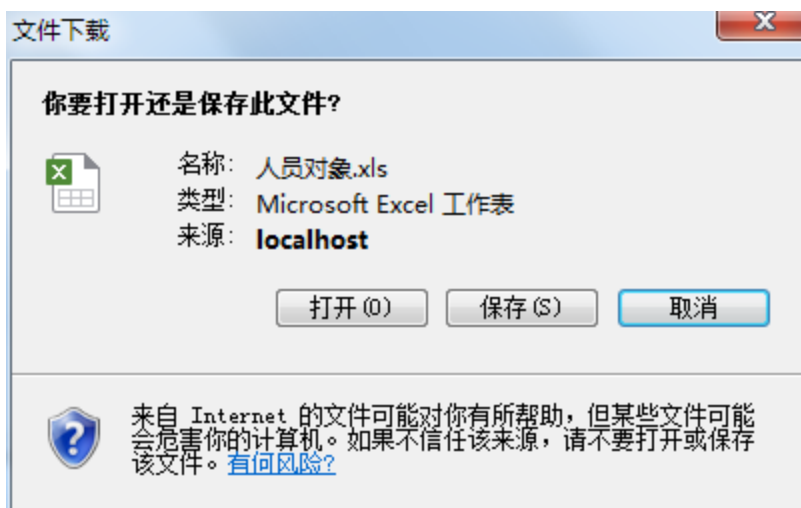 文件下载
你要打开还是保存此文件?
名称: 人员对象.xls
类型: Microsoft Excel 工作表
来源: localhost
打开(O) 保存(S) 取消
来自 Internet 的文件可能对你有所帮助，但某些文件可能
会危害你的计算机。如果不信任该来源，请不要打开或保存
该文件。有何风险?